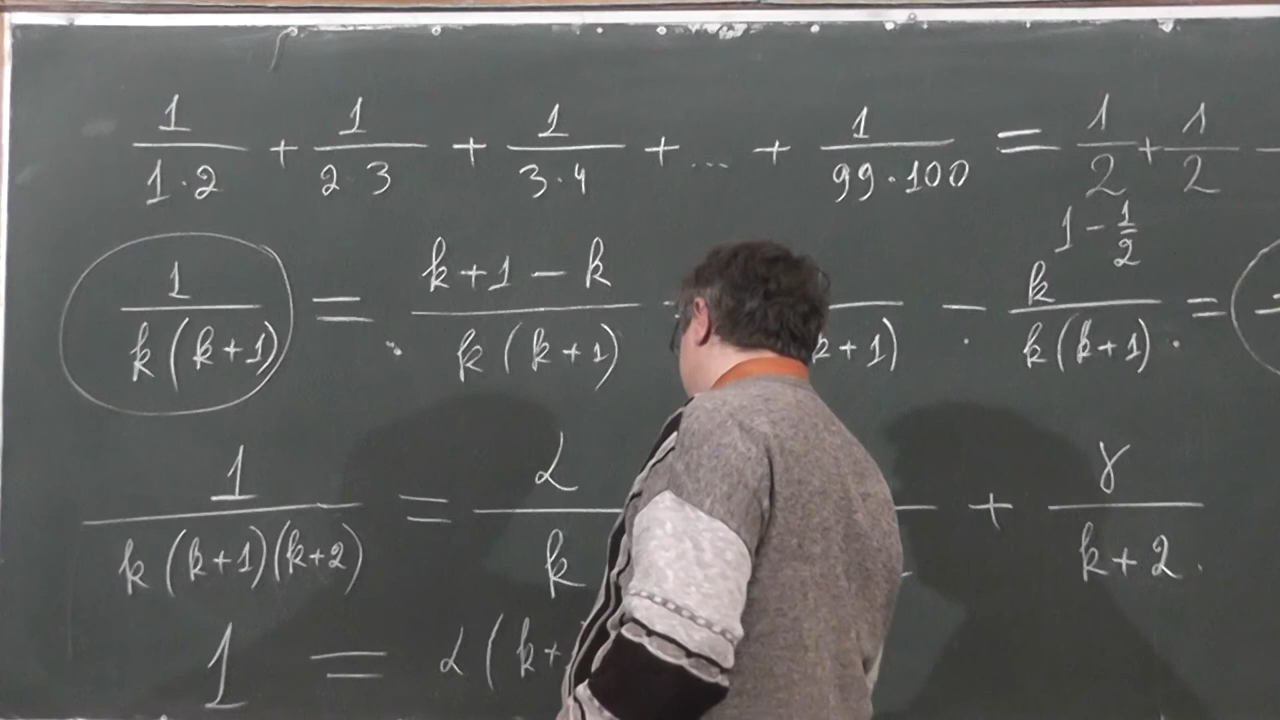 1/(1·2) + 1/(2·3) + 1/(3·4) + ... + 1/(99·100) = 1/2 + 1/2 -
1 - 1/2
1/(k(k+1)) = (k+1-k)/(k(k+1)) k+1) - k/(k(k+1)) =
1/(k(k+1)(k+2)) = α/k + γ/(k+2)
1 = α(k+